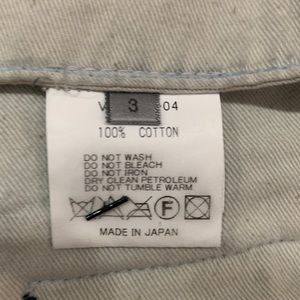 3
04
100% COTTON
DO NOT WASH
DO NOT BLEACH
DO NOT IRON
DRY CLEAN PETROLEUM
DO NOT TUMBLE WARM
F
MADE IN JAPAN